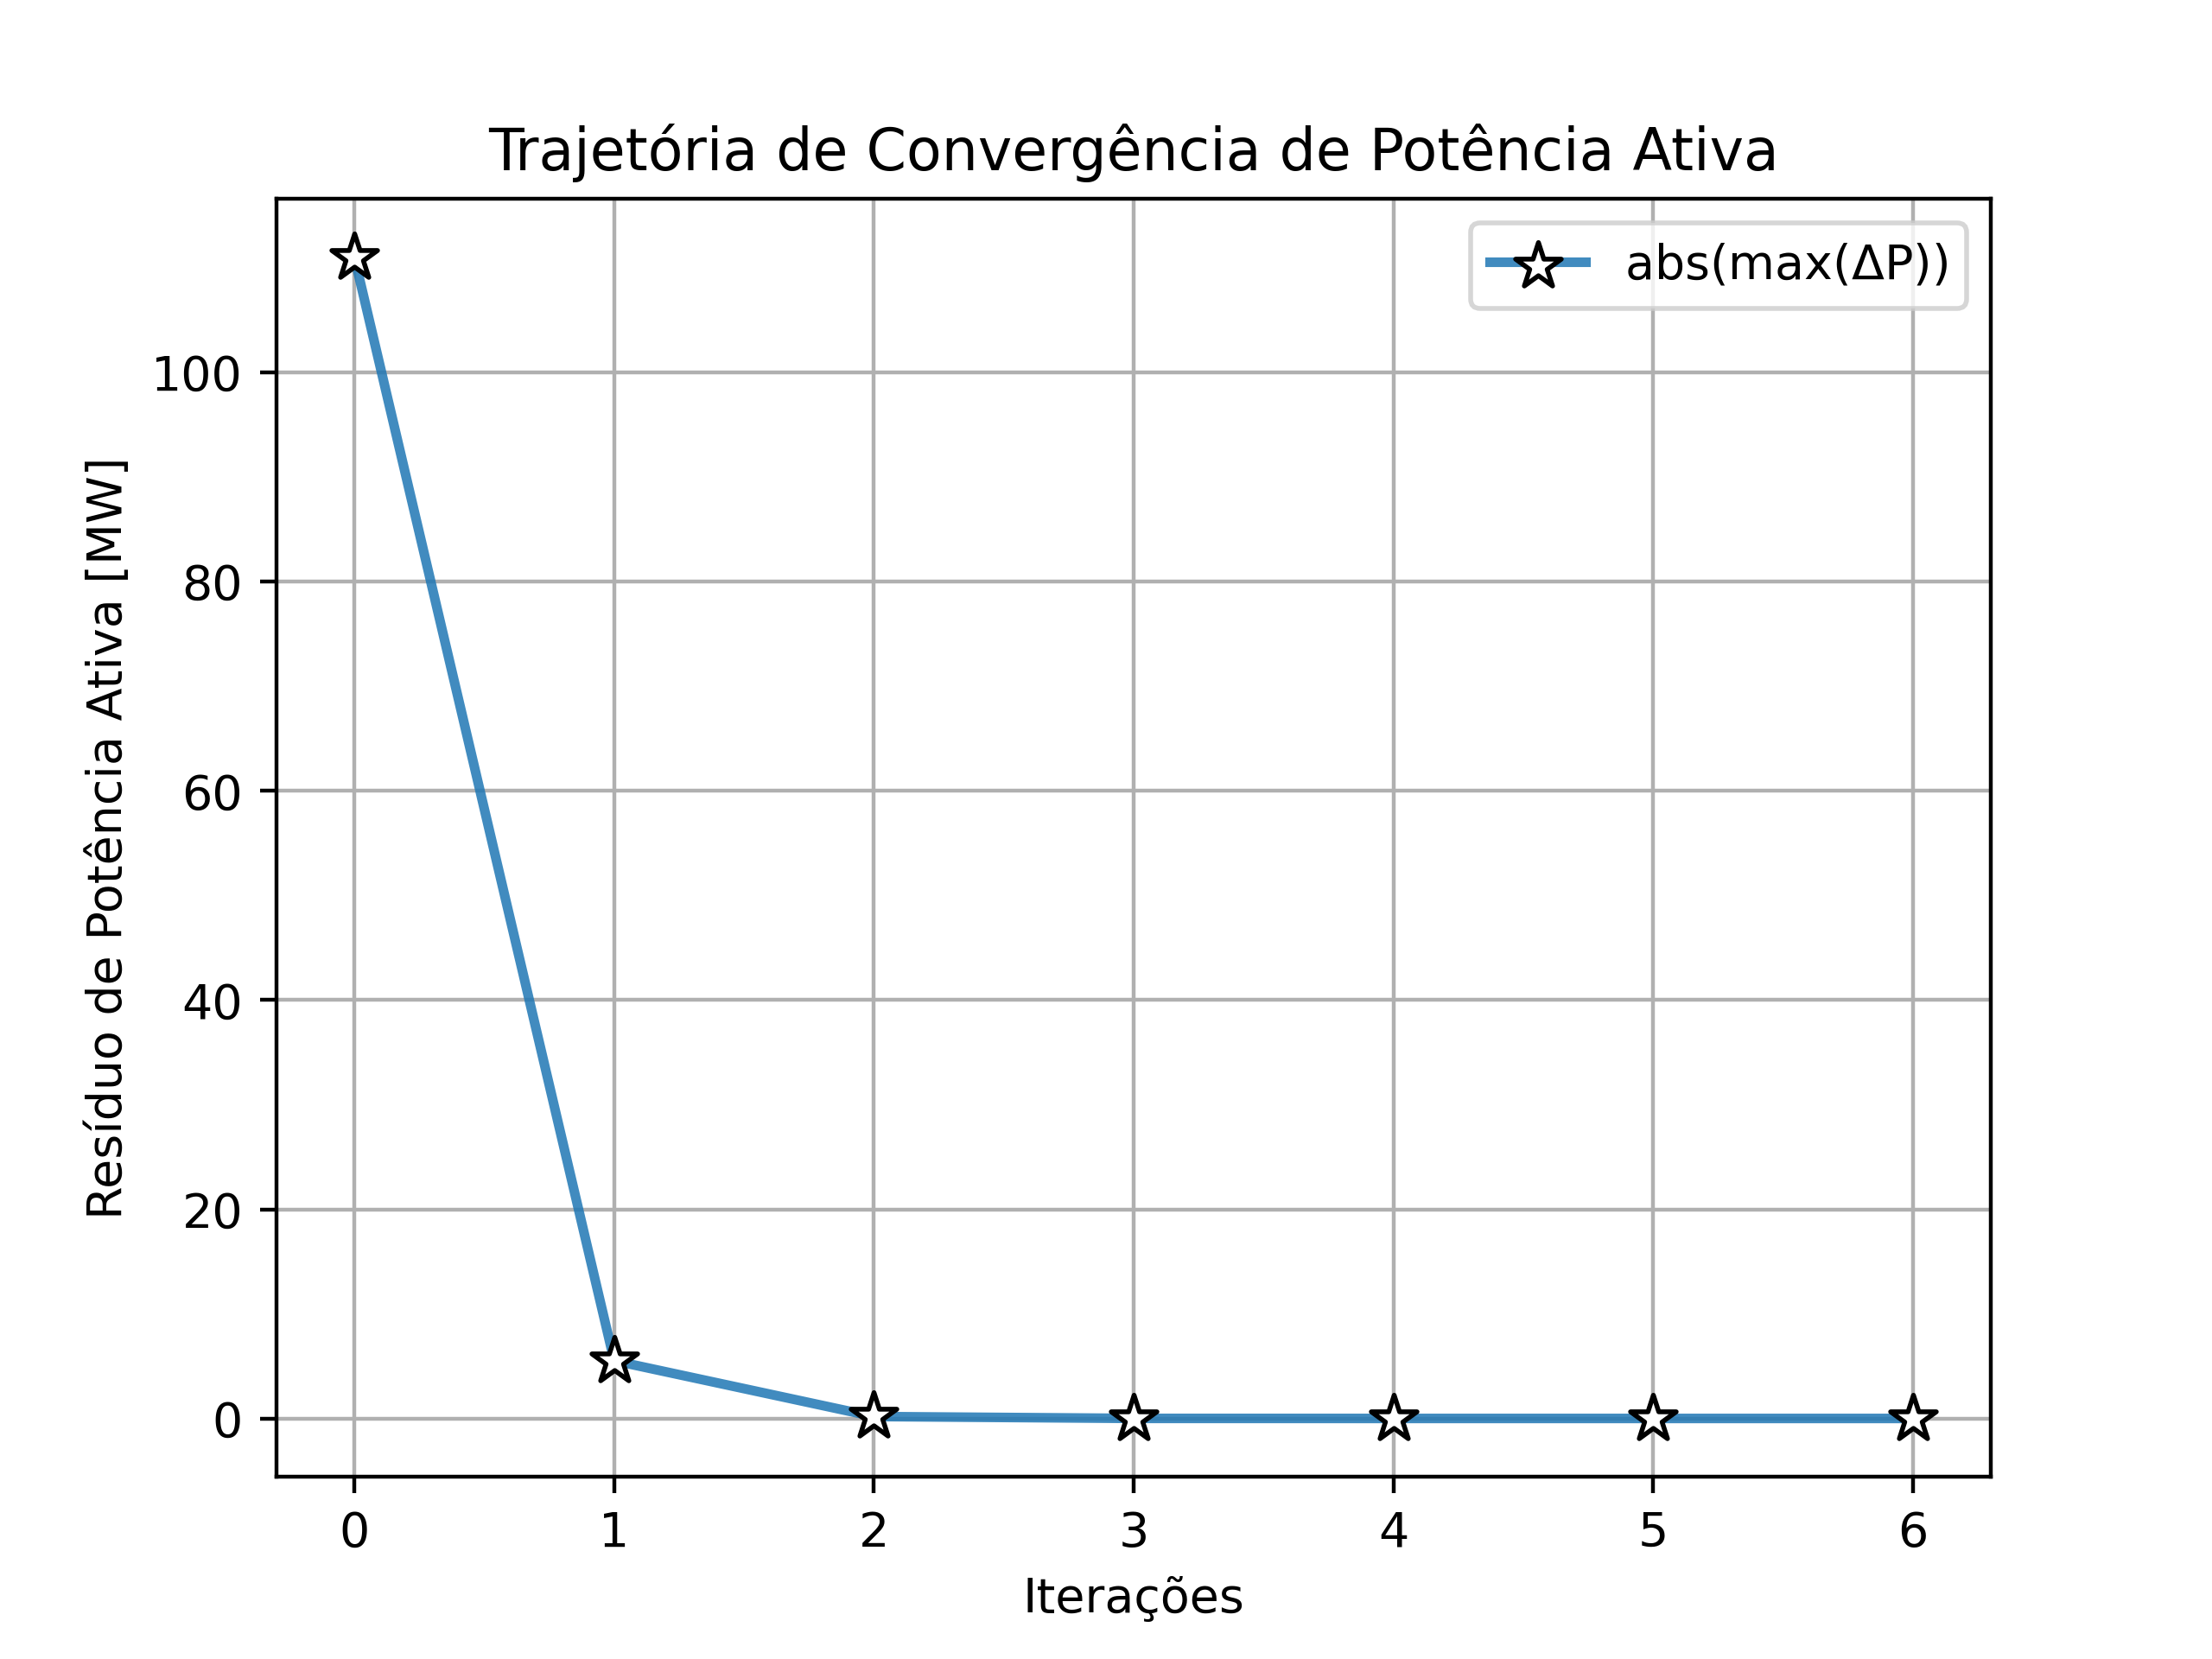 Trajetória de Convergência de Potência Ativa
abs(max(ΔP))
Resíduo de Potência Ativa [MW]
100
80
60
40
20
0
0 1 2 3 4 5 6
Iterações